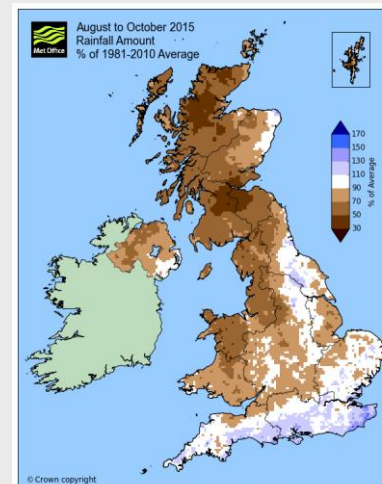 Met Office
August to October 2015
Rainfall Amount
% of 1981-2010 Average
170
150
130
110
90
70
50
30
% of Average
© Crown copyright